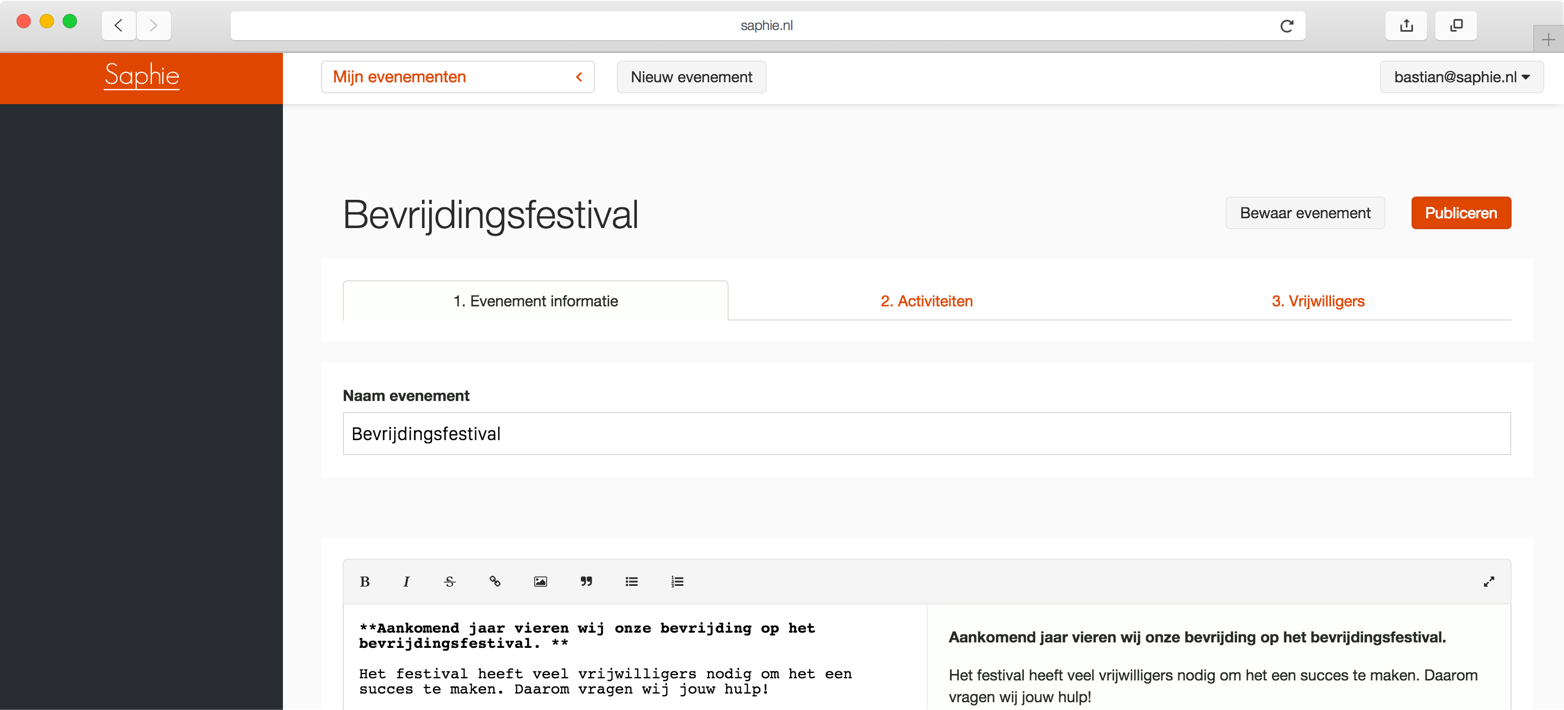 saphie.nl
Saphie
Mijn evenementen
Nieuw evenement
bastian@saphie.nl
Bevrijdingsfestival
Bewaar evenement
Publiceren
1. Evenement informatie
2. Activiteiten
3. Vrijwilligers
Naam evenement
Bevrijdingsfestival
B I S
**Aankomend jaar vieren wij onze bevrijding op het
bevrijdingsfestival. **
Het festival heeft veel vrijwilligers nodig om het een
succes te maken. Daarom vragen wij jouw hulp!
Aankomend jaar vieren wij onze bevrijding op het bevrijdingsfestival.
Het festival heeft veel vrijwilligers nodig om het een succes te maken. Daarom
vragen wij jouw hulp!